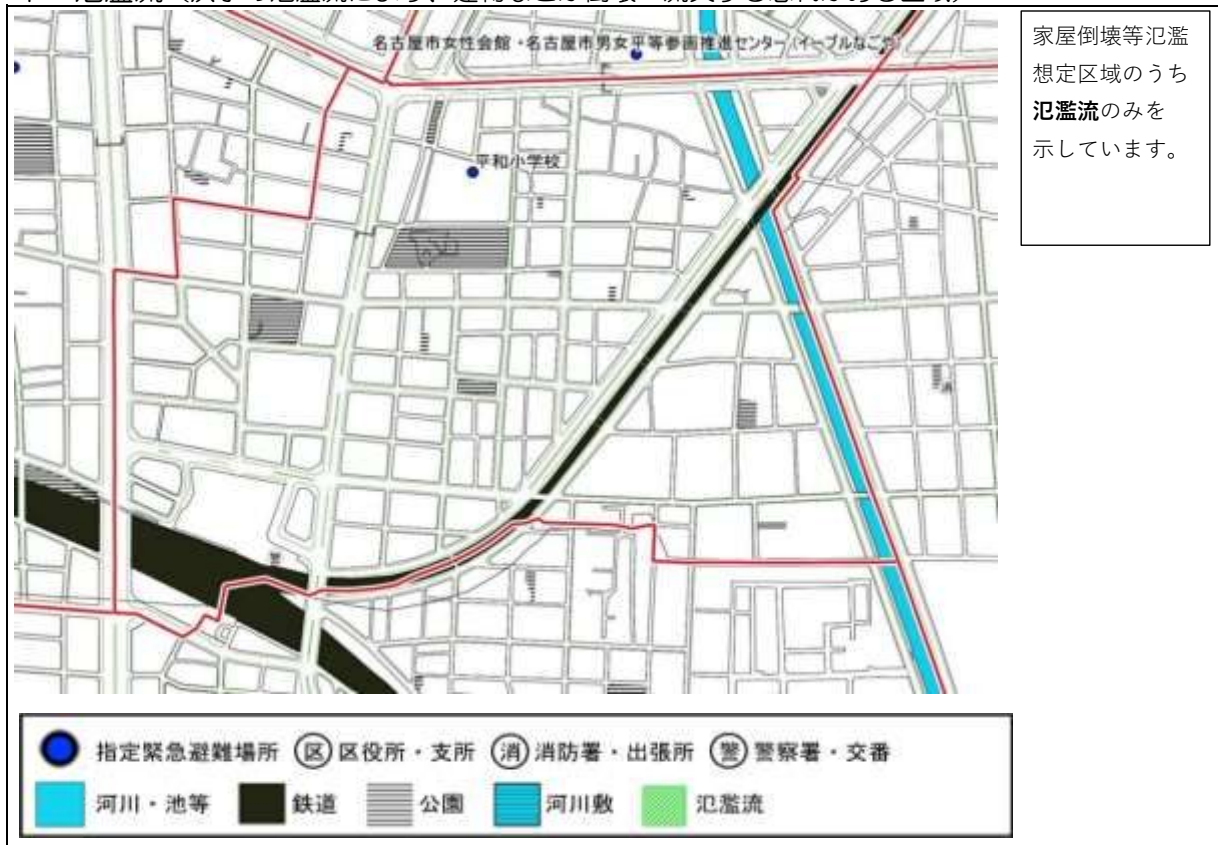 名古屋市女性会館・名古屋市男女平等参画推進センター(イーブルなごや)
平和小学校
消
警
家屋倒壊等氾濫
想定区域のうち
氾濫流のみを
示しています。
指定緊急避難場所 区 区役所・支所 消 消防署・出張所 警 警察署・交番
河川・池等 鉄道 公園 河川敷 氾濫流